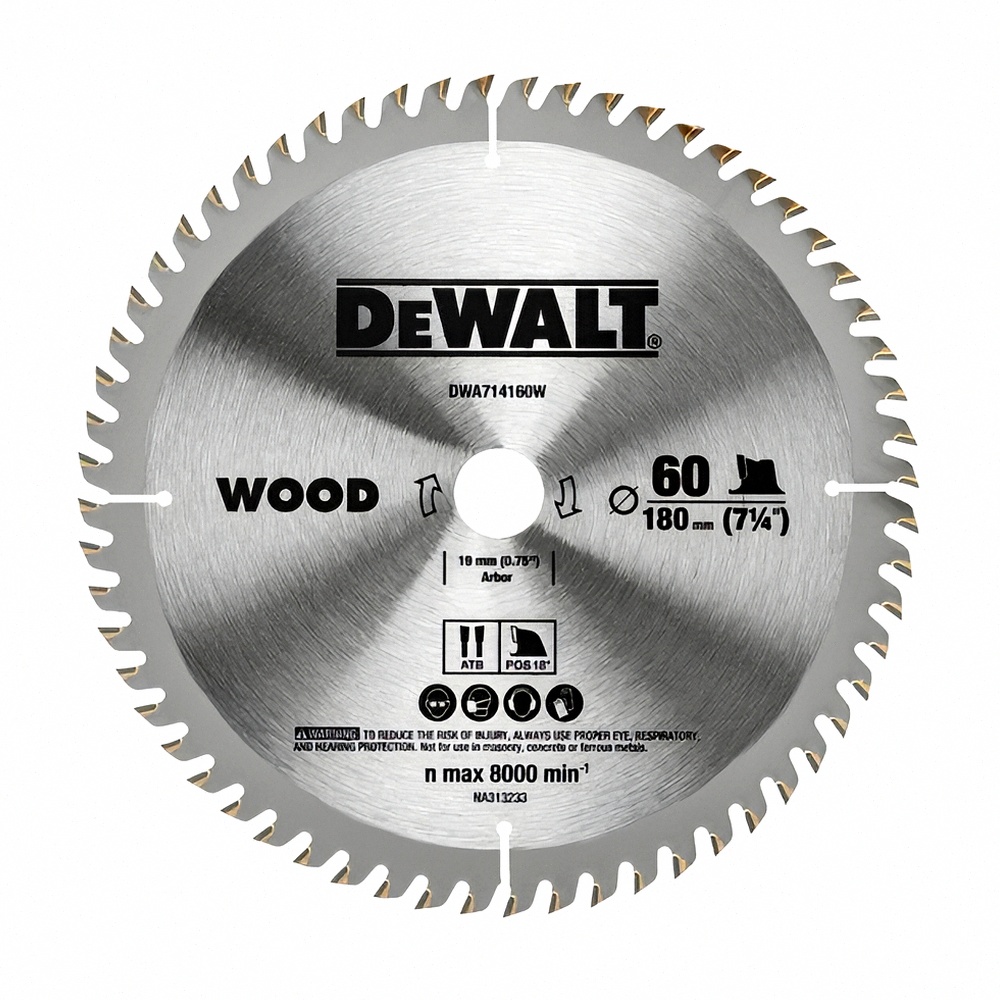 DEWALT®
DWA714160W
WOOD
60
Ø 180 mm (7¼")
19 mm (0.75")
Arbor
ATB POS 18°
⚠WARNING TO REDUCE THE RISK OF INJURY, ALWAYS USE PROPER EYE, RESPIRATORY,
AND HEARING PROTECTION. Not for use in masonry, concrete or ferrous metals.
n max 8000 min⁻¹
NA313233